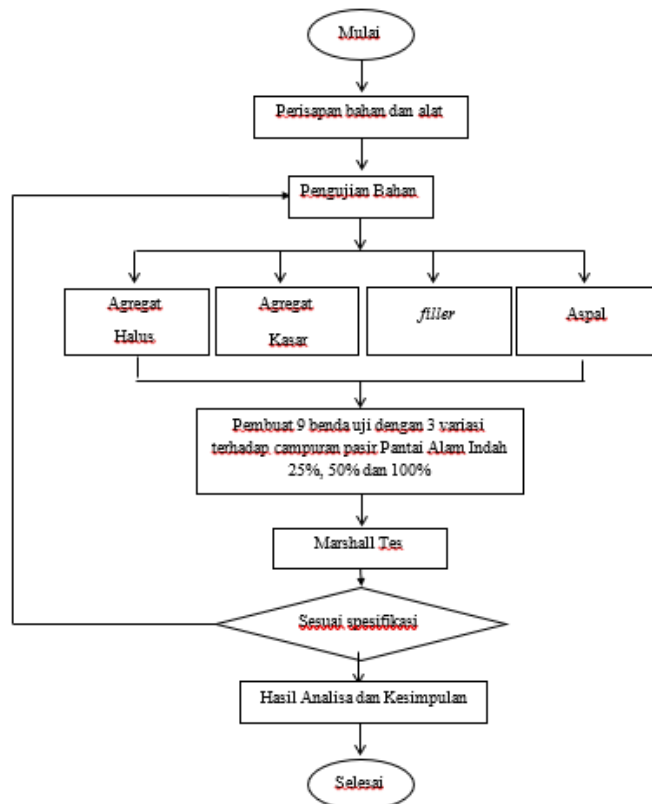 Mulai
Perisapan bahan dan alat
Pengujian Bahan
Agregat
Halus
Agregat
Kasar
filler
Aspal
Pembuat 9 benda uji dengan 3 variasi
terhadap campuran pasir Pantai Alam Indah
25%, 50% dan 100%
Marshall Tes
Sesuai spesifikasi
Hasil Analisa dan Kesimpulan
Selesai